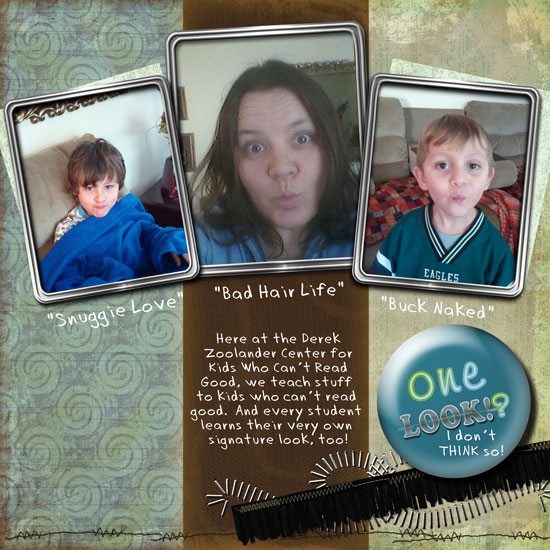 EAGLES
"Snuggie Love"
"Bad Hair Life"
"Buck Naked"
Here at the Derek
Zoolander Center for
Kids Who Can't Read
Good, we teach stuff
to Kids who can't read
good. And every student
learns their very own
signature look, too!
One
LOOK!?
I don't
THINK so!